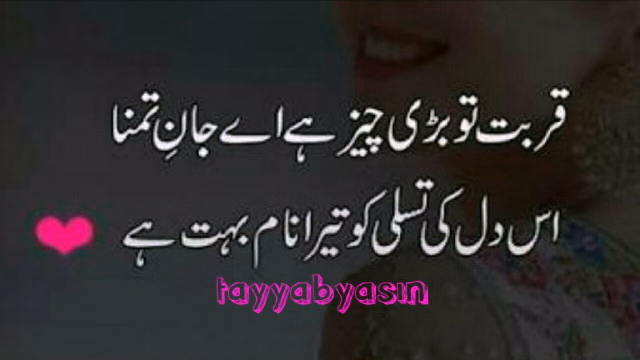 قربت تو بڑی چیز ہے اے جانِ تمنا
اس دل کی تسلی کو تیرا نام بہت ہے
tayyabyasin